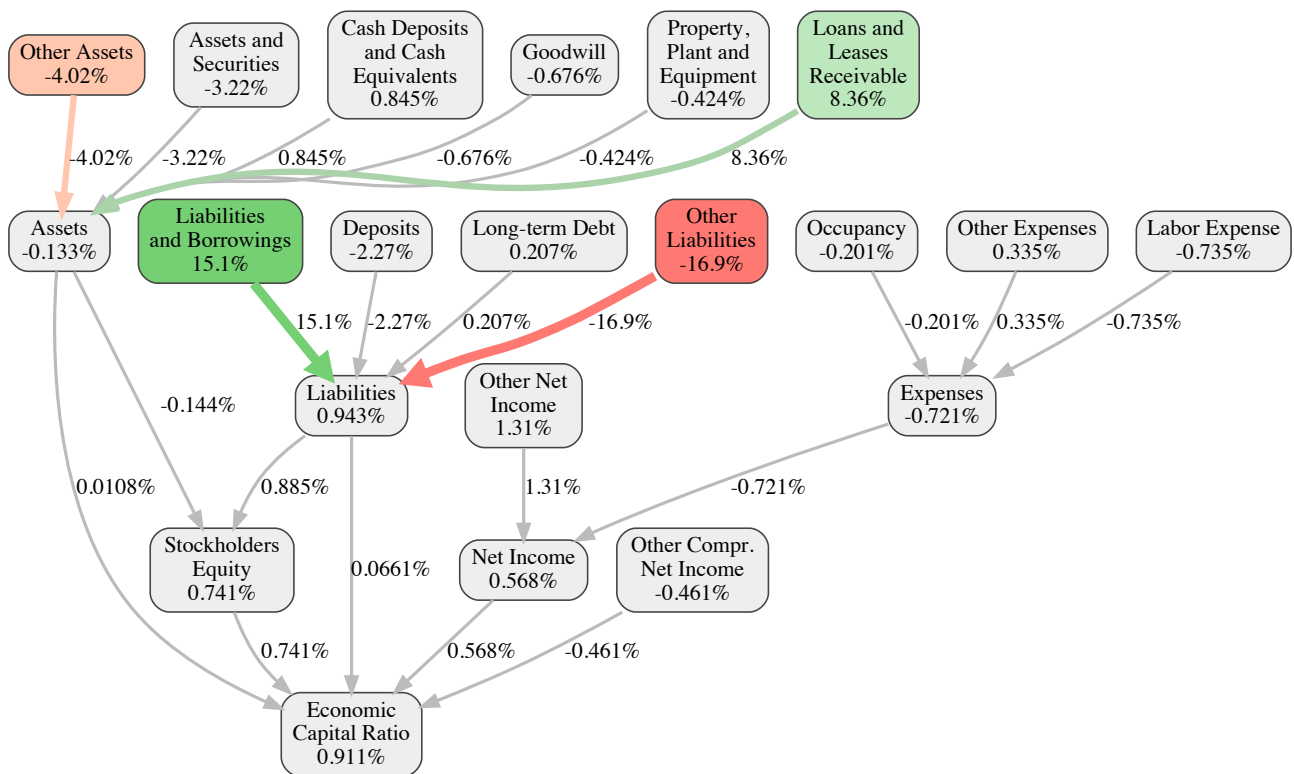 Other Assets
-4.02%
Assets and
Securities
-3.22%
Cash Deposits
and Cash
Equivalents
0.845%
Goodwill
-0.676%
Property,
Plant and
Equipment
-0.424%
Loans and
Leases
Receivable
8.36%
-4.02%
-3.22%
0.845%
-0.676%
-0.424%
8.36%
Assets
-0.133%
Liabilities
and Borrowings
15.1%
Deposits
-2.27%
Long-term Debt
0.207%
Other
Liabilities
-16.9%
Occupancy
-0.201%
Other Expenses
0.335%
Labor Expense
-0.735%
15.1%
-2.27%
0.207%
-16.9%
-0.201%
0.335%
-0.735%
-0.144%
Liabilities
0.943%
Other Net
Income
1.31%
Expenses
-0.721%
0.0108%
0.885%
1.31%
-0.721%
Stockholders
Equity
0.741%
0.0661%
Net Income
0.568%
Other Compr.
Net Income
-0.461%
0.741%
0.568%
-0.461%
Economic
Capital Ratio
0.911%